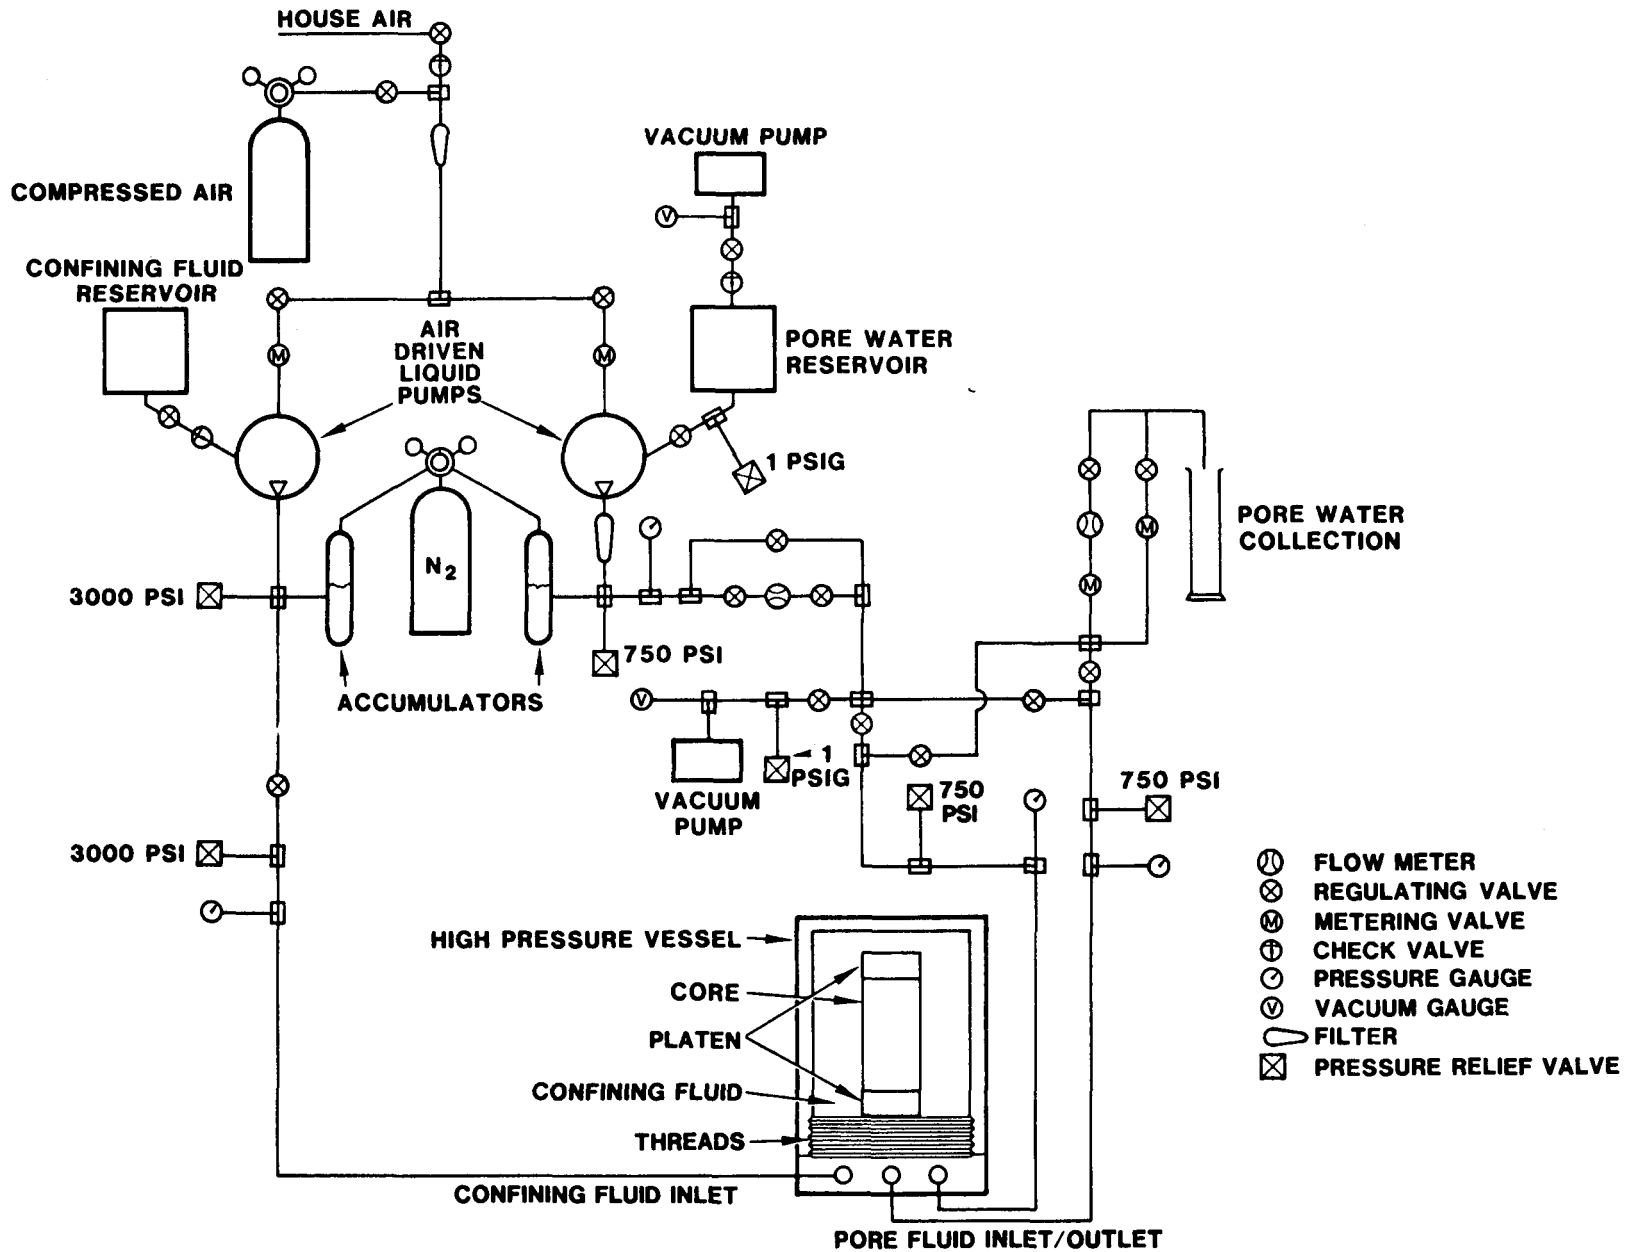 HOUSE AIR
VACUUM PUMP
COMPRESSED AIR
V
CONFINING FLUID
RESERVOIR
AIR
DRIVEN
LIQUID
PUMPS
M
M
PORE WATER
RESERVOIR
1 PSIG
N2
PORE WATER
COLLECTION
M
M
3000 PSI
750 PSI
ACCUMULATORS
V
1
PSIG
VACUUM
PUMP
750
PSI
750 PSI
3000 PSI
FLOW METER
REGULATING VALVE
M METERING VALVE
CHECK VALVE
PRESSURE GAUGE
V VACUUM GAUGE
FILTER
PRESSURE RELIEF VALVE
HIGH PRESSURE VESSEL
CORE
PLATEN
CONFINING FLUID
THREADS
CONFINING FLUID INLET
PORE FLUID INLET/OUTLET